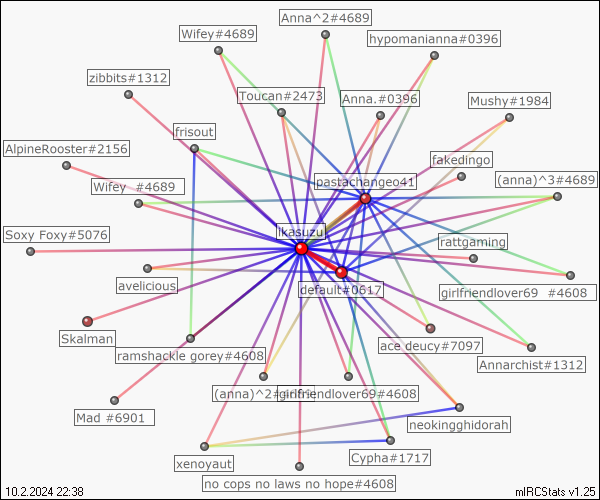 Anna^2#4689
Wifey#4689
hypomanianna#0396
zibbits#1312
Toucan#2473
Anna.#0396
Mushy#1984
frisout
AlpineRooster#2156
fakedingo
pastachangeo41
(anna)^3#4689
Wifey_#4689
ikasuzu
Soxy Foxy#5076
rattgaming
avelicious
default#0617
girlfriendlover69_#4608
Skalman
ramshackle gorey#4608
ace deucy#7097
Annarchist#1312
(anna)^2#
girlfriendlover69#4608
Mad_#6901
neokingghidorah
xenoyaut
Cypha#1717
no cops no laws no hope#4608
10.2.2024 22:38
mIRCStats v1.25